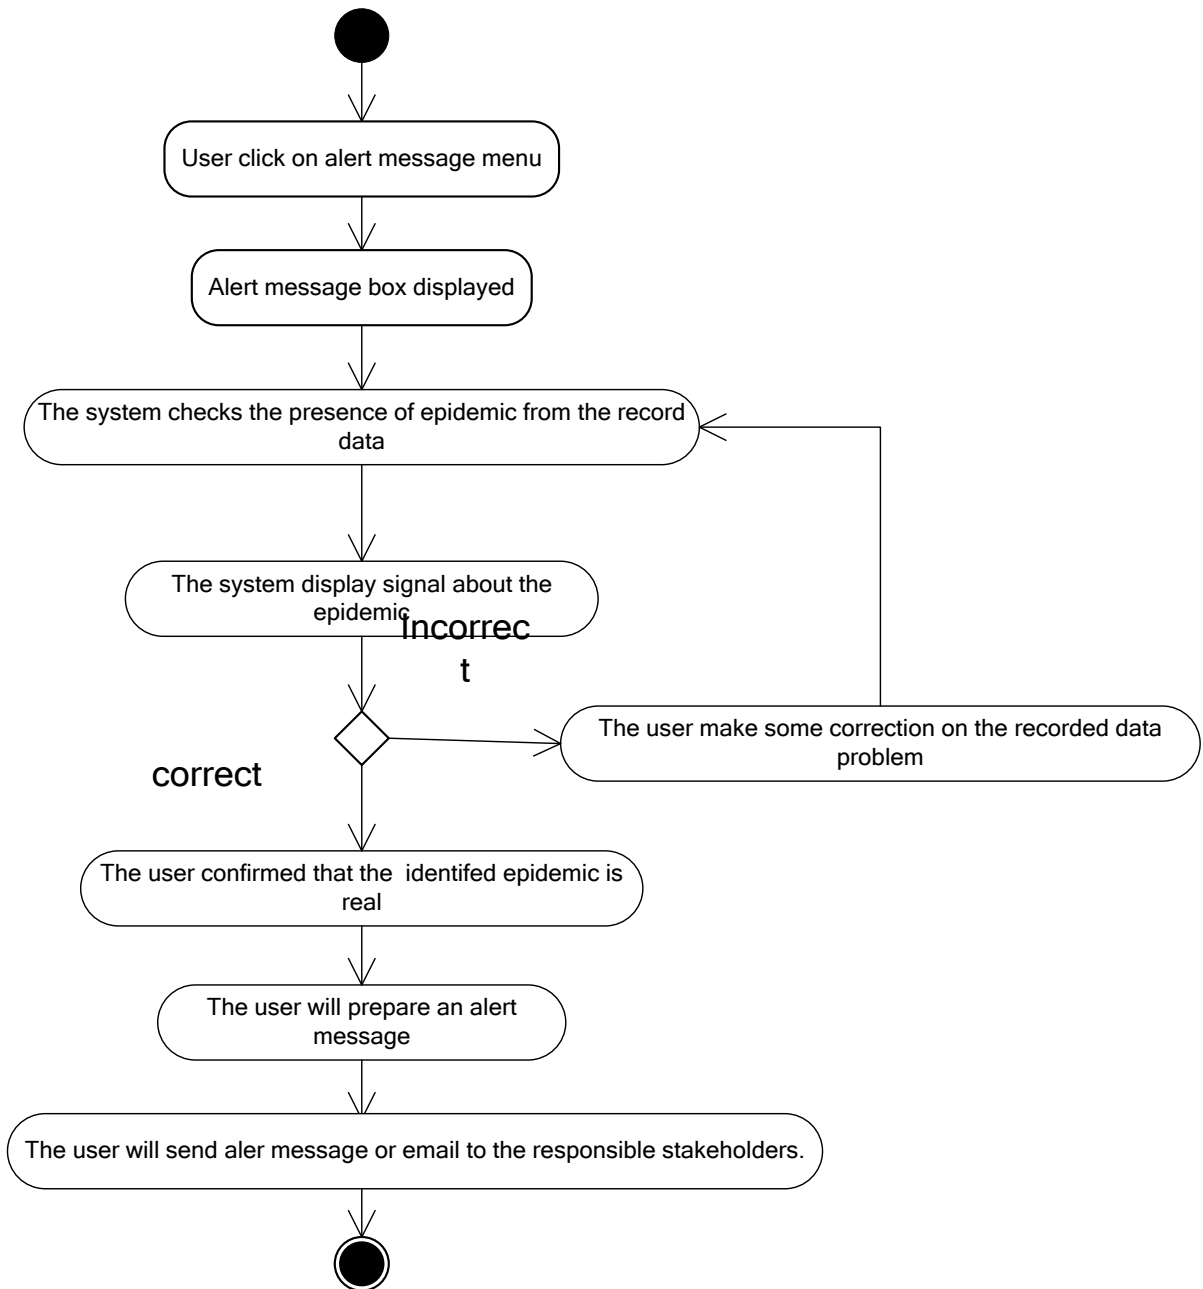 User click on alert message menu
Alert message box displayed
The system checks the presence of epidemic from the record
data
The system display signal about the
epidemic
Incorrec
t
The user make some correction on the recorded data
problem
correct
The user confirmed that the  identifed epidemic is
real
The user will prepare an alert
message
The user will send aler message or email to the responsible stakeholders.